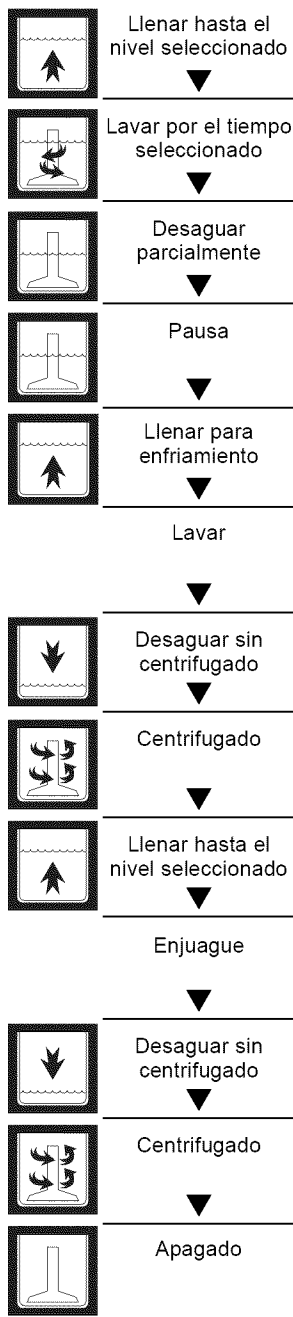 Llenar hasta el
nivel seleccionado
Lavar por el tiempo
seleccionado
Desaguar
parcialmente
Pausa
Llenar para
enfriamiento
Lavar
Desaguar sin
centrifugado
Centrifugado
Llenar hasta el
nivel seleccionado
Enjuague
Desaguar sin
centrifugado
Centrifugado
Apagado